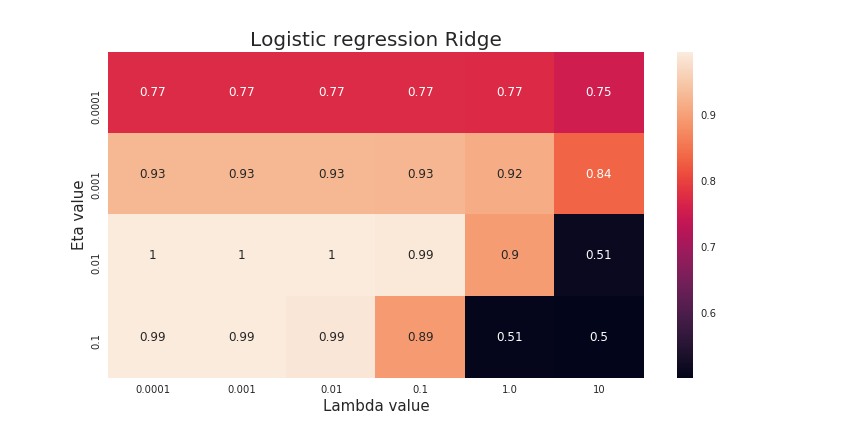 Logistic regression Ridge
Eta value
0.0001 0.77 0.77 0.77 0.77 0.77 0.75
0.001 0.93 0.93 0.93 0.93 0.92 0.84
0.01 1 1 1 0.99 0.9 0.51
0.1 0.99 0.99 0.99 0.89 0.51 0.5
0.0001 0.001 0.01 0.1 1.0 10
Lambda value
0.9
0.8
0.7
0.6